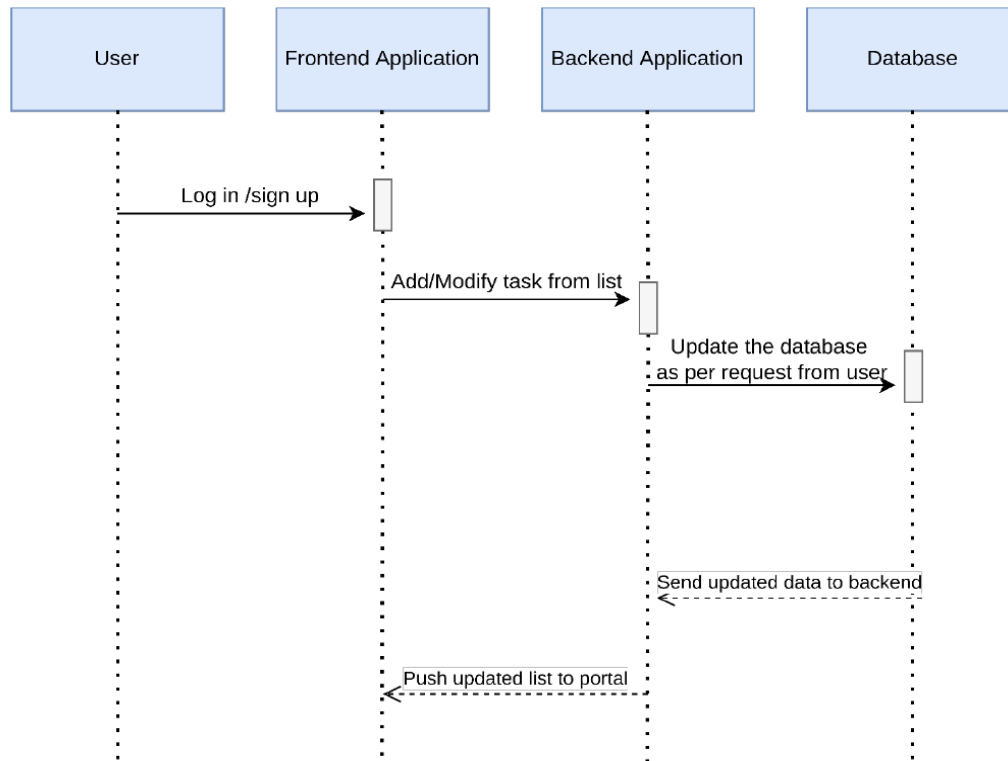 User
Frontend Application
Backend Application
Database
Log in /sign up
Add/Modify task from list
Update the database
as per request from user
Send updated data to backend
Push updated list to portal